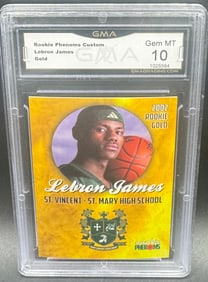 GMA
Rookie Phenoms Custom
Lebron James
Gold
Gem MT
10
2002
ROOKIE
GOLD
Lebron James
ST. VINCENT - ST. MARY HIGH SCHOOL
PHENOMS